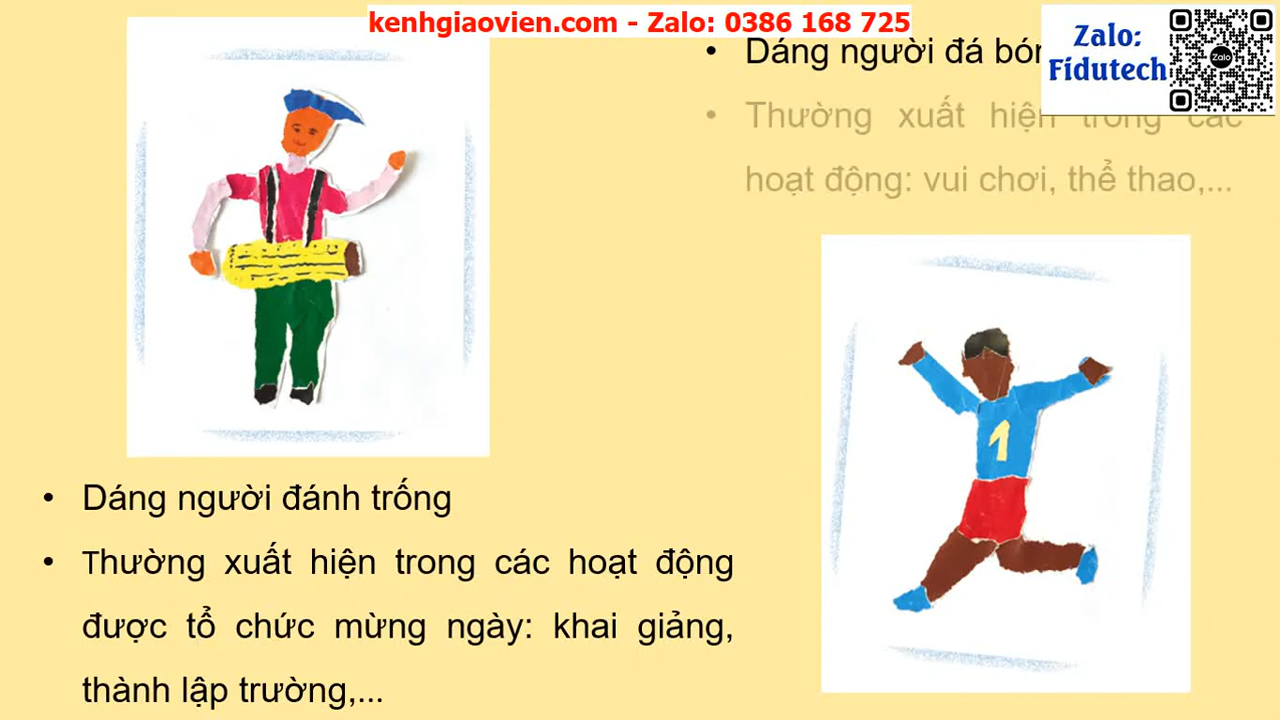 kenhgiaovien.com - Zalo: 0386 168 725
Zalo:
Fidutech
Zalo
• Dáng người đá
• Thường xuất hiện trong các
hoạt động: vui chơi, thể thao,...
1
• Dáng người đánh trống
• Thường xuất hiện trong các hoạt động
được tổ chức mừng ngày: khai giảng,
thành lập trường,...